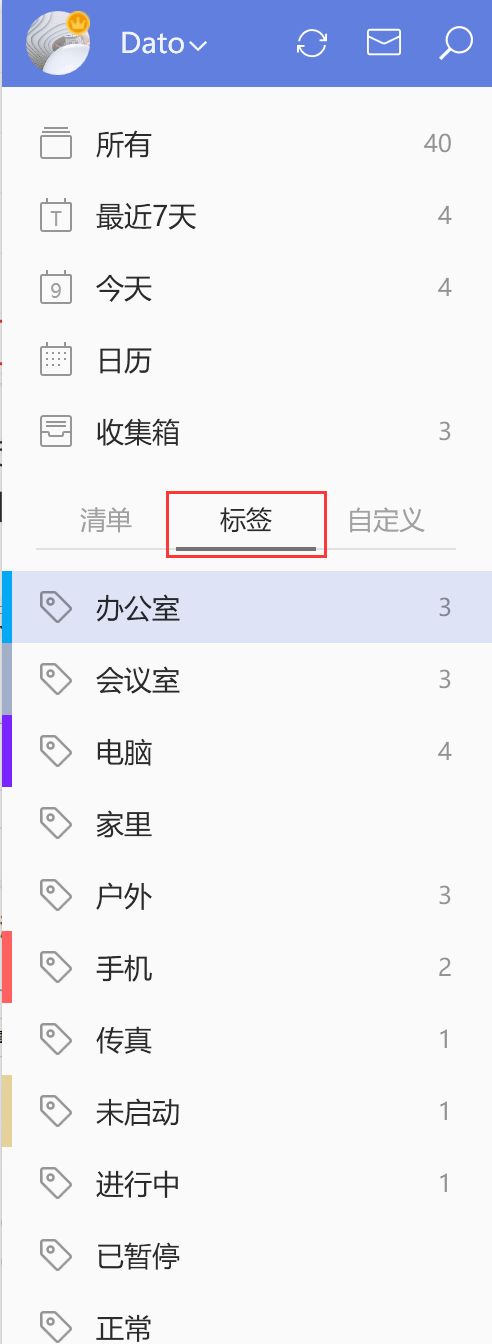 Dato
所有 40
T 最近7天 4
9 今天 4
日历
收集箱 3
清单 标签 自定义
办公室 3
会议室 3
电脑 4
家里
户外 3
手机 2
传真 1
未启动 1
进行中 1
已暂停
正常